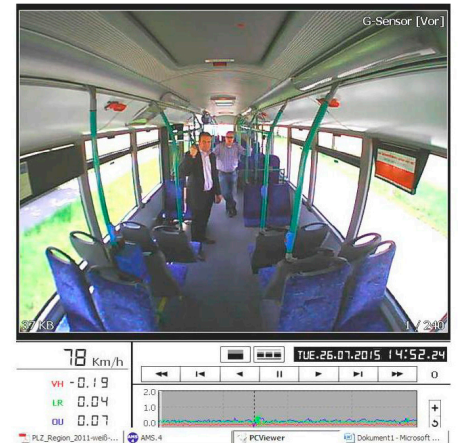 G-Sensor [Vor]
37 KB
1 / 240
78 Km/h
TUE.26.07.2015 14:52.24
VH - 0.19
LR 0.04
OU 0.07
0
2.0
1.0
0.0
PLZ_Region_2011-weiß-...
AMS.4
PCViewer
Dokument1 - Microsoft ...